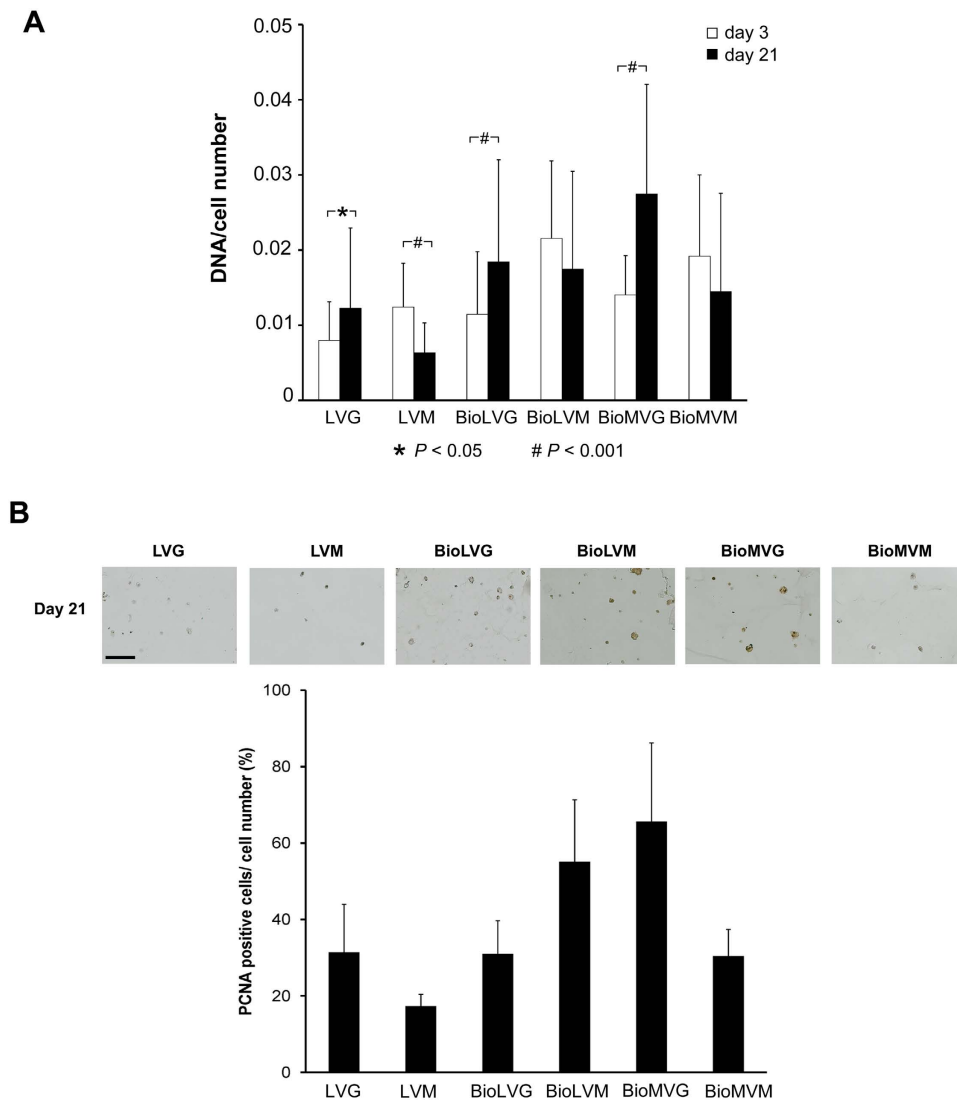 A
0.05
0.04
0.03
0.02
0.01
0
DNA/cell number
□ day 3
■ day 21
*
#
#
#
LVG LVM BioLVG BioLVM BioMVG BioMVM
* P < 0.05 # P < 0.001
B
LVG LVM BioLVG BioLVM BioMVG BioMVM
Day 21
100
80
60
40
20
0
PCNA positive cells/ cell number (%)
LVG LVM BioLVG BioLVM BioMVG BioMVM